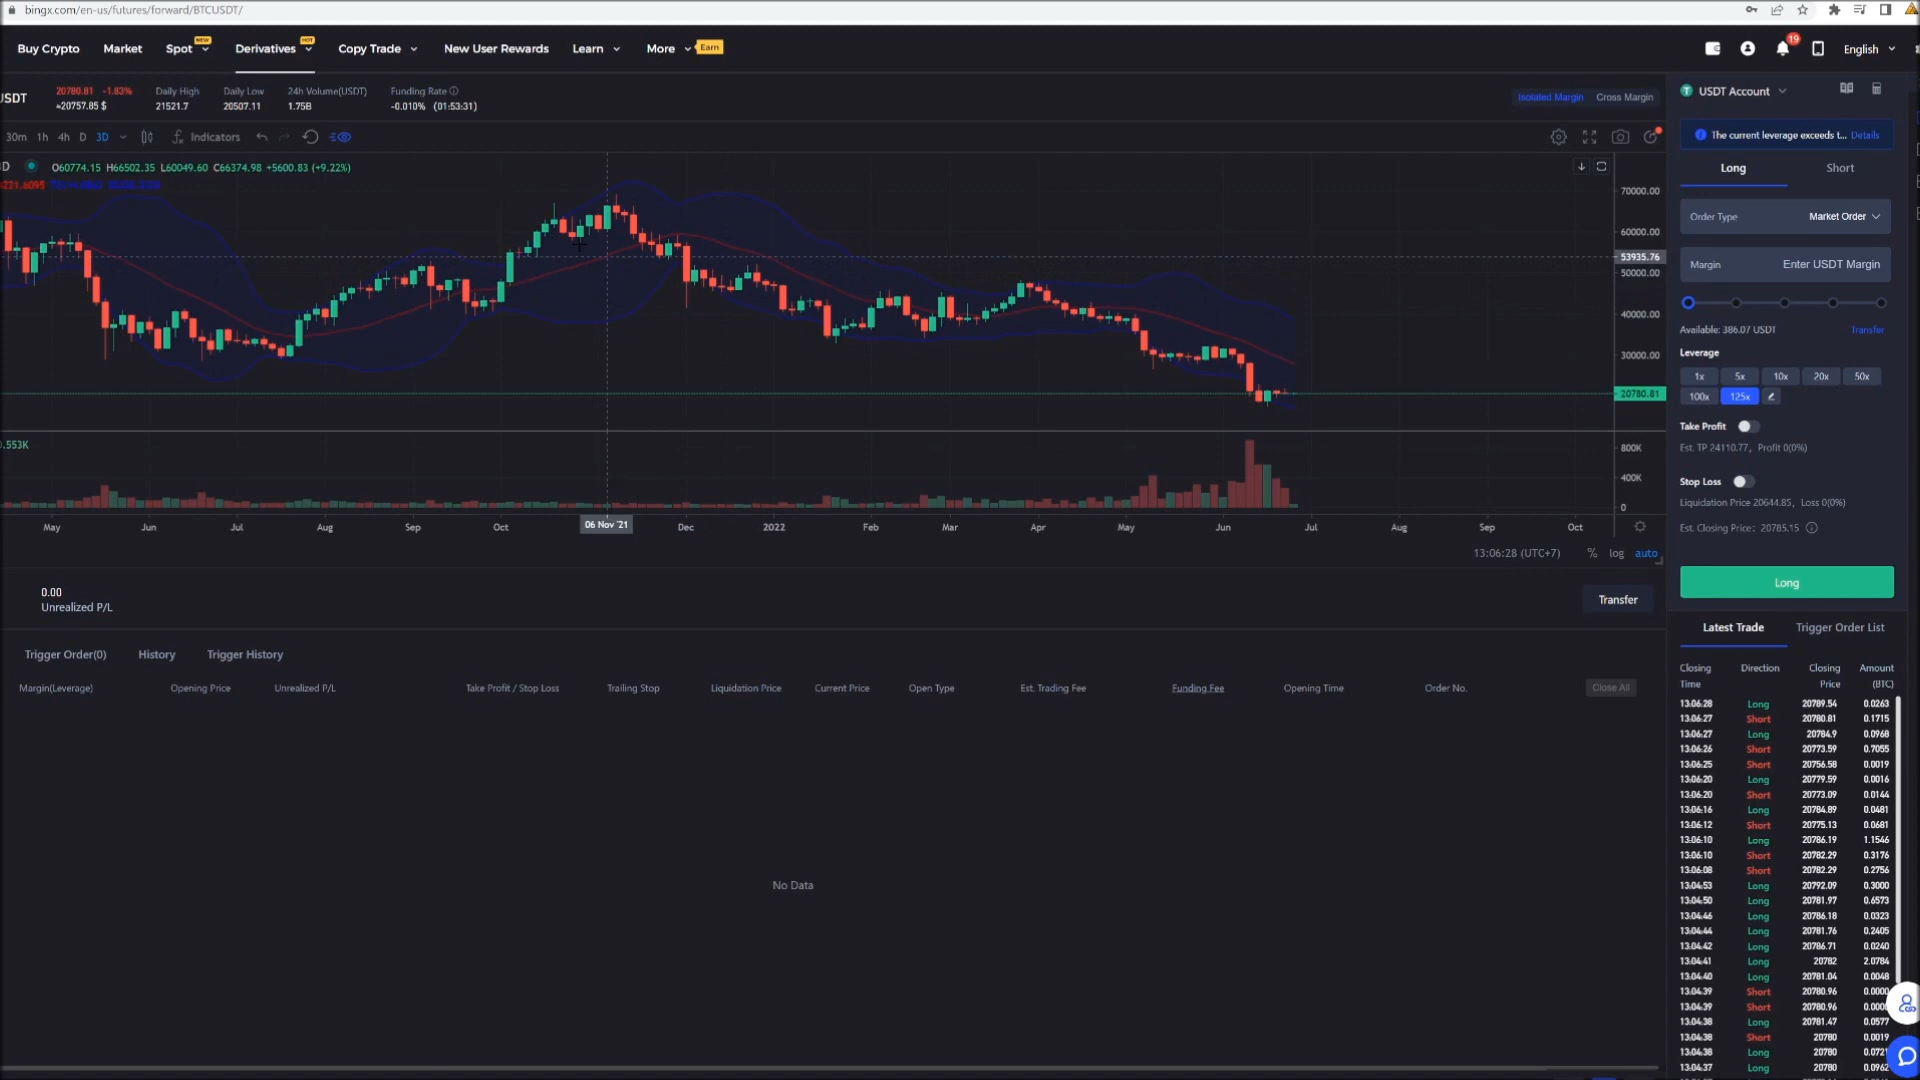 bingx.com/en-us/futures/forward/BTCUSDT/
Buy Crypto Market Spot NEW Derivatives HOT Copy Trade New User Rewards Learn More Earn 19 English
USDT 20780.81 -1.83% ≈20757.85 $
Daily High 21521.7
Daily Low 20507.11
24h Volume(USDT) 1.75B
Funding Rate -0.010% (01:53:31)
Isolated Margin Cross Margin
30m 1h 4h D 3D Indicators
O60774.15 H66502.35 L60049.60 C66374.98 +5600.83 (+9.22%)
70000.00
60000.00
53935.76
50000.00
40000.00
30000.00
20780.81
.553K
800K
400K
0
May Jun Jul Aug Sep Oct 06 Nov '21 Dec 2022 Feb Mar Apr May Jun Jul Aug Sep Oct
13:06:28 (UTC+7) % log auto
0.00
Unrealized P/L
Transfer
Trigger Order(0) History Trigger History
Margin(Leverage) Opening Price Unrealized P/L Take Profit / Stop Loss Trailing Stop Liquidation Price Current Price Open Type Est. Trading Fee Funding Fee Opening Time Order No. Close All
No Data
USDT Account
The current leverage exceeds t... Details
Long Short
Order Type Market Order
Margin Enter USDT Margin
Available: 386.07 USDT Transfer
Leverage
1x 5x 10x 20x 50x
100x 125x
Take Profit
Est. TP 24110.77, Profit 0(0%)
Stop Loss
Liquidation Price 20644.85, Loss 0(0%)
Est. Closing Price: 20785.15
Long
Latest Trade Trigger Order List
Closing Time Direction Closing Price Amount (BTC)
13:06:28 Long 20789.54 0.0263
13:06:27 Short 20780.81 0.1715
13:06:27 Long 20784.9 0.0968
13:06:26 Short 20773.59 0.7055
13:06:25 Short 20756.58 0.0019
13:06:20 Long 20779.59 0.0016
13:06:20 Short 20773.09 0.0144
13:06:16 Long 20784.89 0.0481
13:06:12 Short 20775.13 0.0681
13:06:10 Long 20786.19 1.1546
13:06:10 Short 20782.29 0.3176
13:06:08 Short 20782.29 0.2756
13:04:53 Long 20792.09 0.3000
13:04:50 Long 20781.97 0.6573
13:04:46 Long 20786.18 0.0323
13:04:44 Long 20781.76 0.2405
13:04:42 Long 20786.71 0.0240
13:04:41 Long 20782 2.0784
13:04:40 Long 20781.04 0.0048
13:04:39 Short 20780.96 0.0000
13:04:39 Short 20780.96 0.000
13:04:38 Long 20781.47 0.0577
13:04:38 Short 20780 0.0019
13:04:38 Long 20780 0.072
13:04:37 Long 20780 0.0962